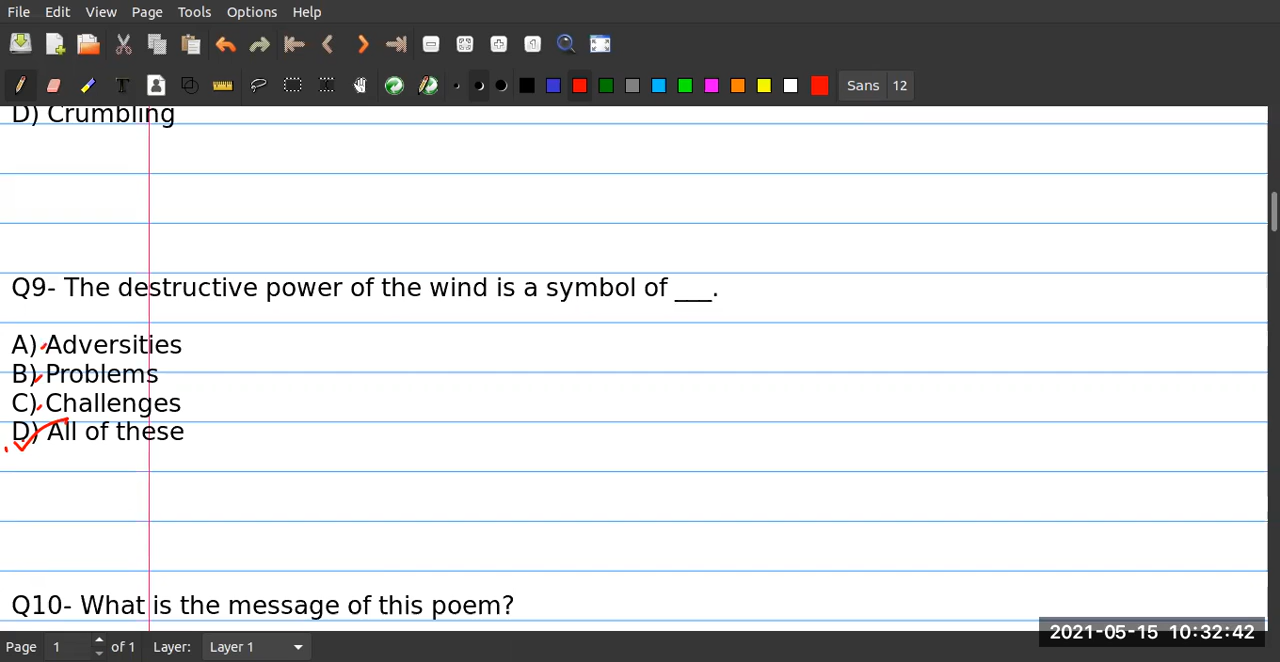 File Edit View Page Tools Options Help
Sans 12
D) Crumbling
Q9- The destructive power of the wind is a symbol of ___.
A) Adversities
B) Problems
C) Challenges
D) All of these
Q10- What is the message of this poem?
2021-05-15 10:32:42
Page 1 of 1 Layer: Layer 1